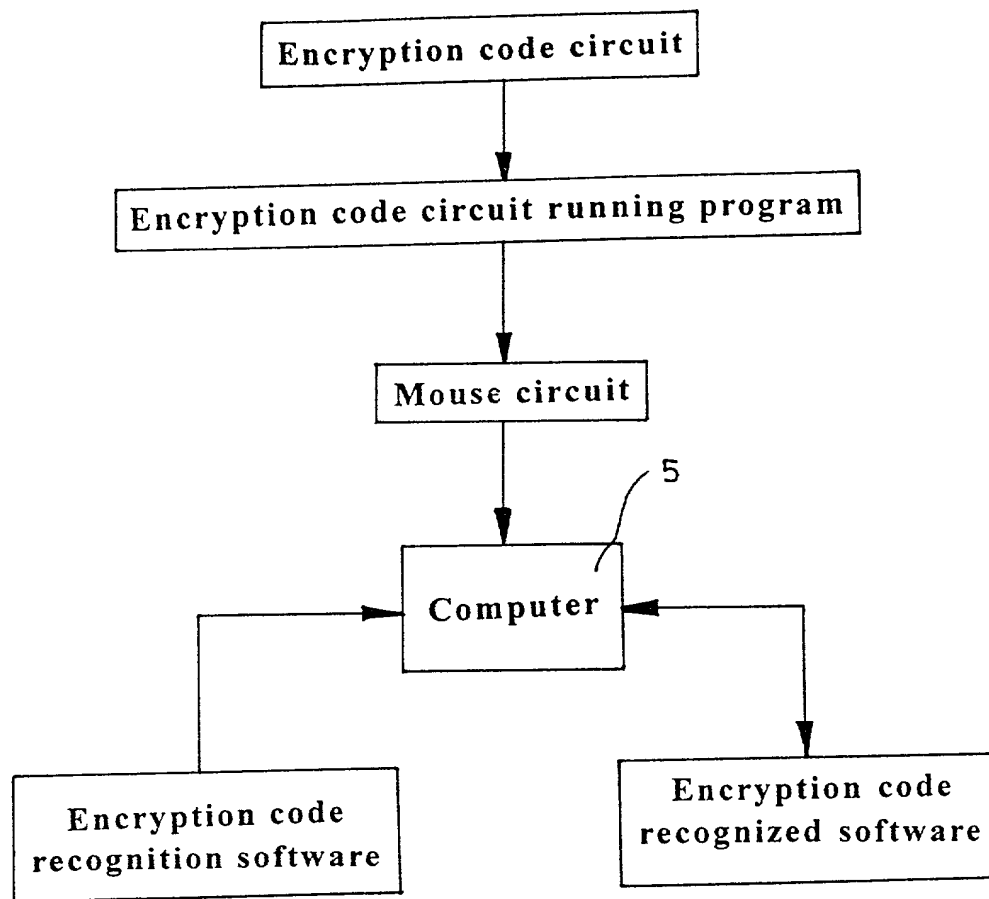 Encryption code circuit
Encryption code circuit running program
Mouse circuit
5
Computer
Encryption code
recognition software
Encryption code
recognized software